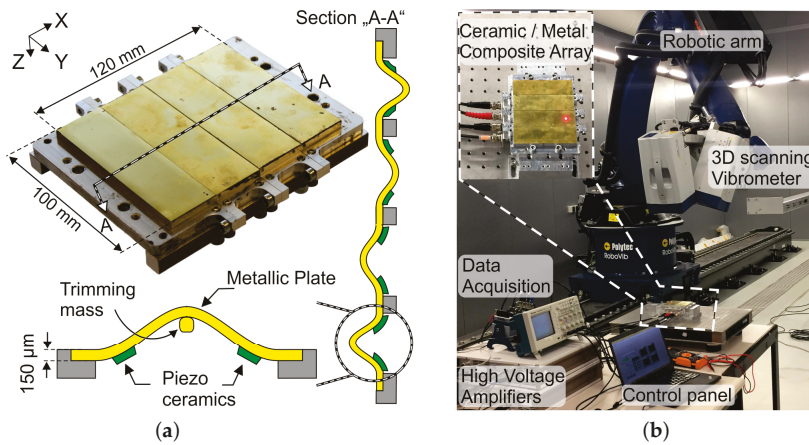 (a)
X
Z
Y
120 mm
100 mm
A
A
Section „A-A“
Trimming
mass
Metallic Plate
150 µm
Piezo
ceramics
(b)
Ceramic / Metal
Composite Array
Robotic arm
3D scanning
Vibrometer
Polytec
RoboVib
Data Acquisition
High Voltage
Amplifiers
Control panel
(a)
(b)